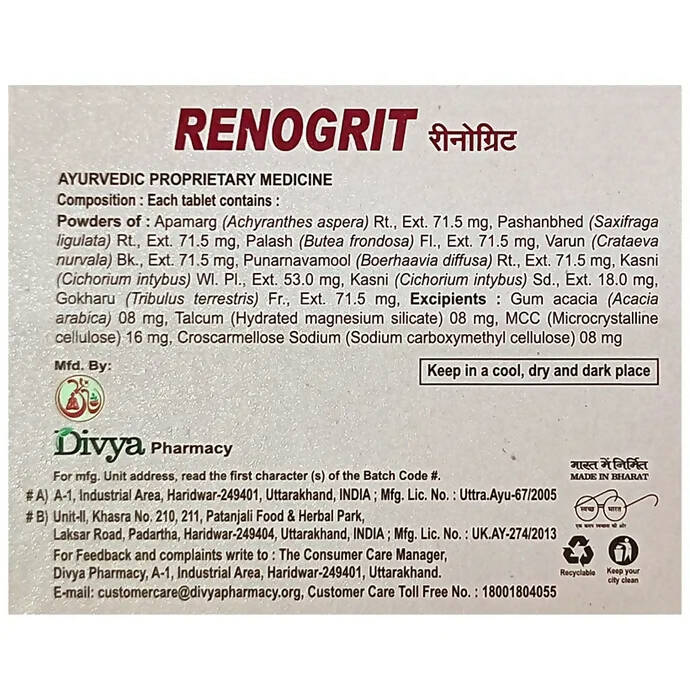 RENOGRIT रीनोग्रिट
AYURVEDIC PROPRIETARY MEDICINE
Composition : Each tablet contains :
Powders of : Apamarg (Achyranthes aspera) Rt., Ext. 71.5 mg, Pashanbhed (Saxifraga
ligulata) Rt., Ext. 71.5 mg, Palash (Butea frondosa) Fl., Ext. 71.5 mg, Varun (Crataeva
nurvala) Bk., Ext. 71.5 mg, Punarnavamool (Boerhaavia diffusa) Rt., Ext. 71.5 mg, Kasni
(Cichorium intybus) Wl. Pl., Ext. 53.0 mg, Kasni (Cichorium intybus) Sd., Ext. 18.0 mg,
Gokharu (Tribulus terrestris) Fr., Ext. 71.5 mg, Excipients : Gum acacia (Acacia
arabica) 08 mg, Talcum (Hydrated magnesium silicate) 08 mg, MCC (Microcrystalline
cellulose) 16 mg, Croscarmellose Sodium (Sodium carboxymethyl cellulose) 08 mg
Mfd. By:
Keep in a cool, dry and dark place
Divya Pharmacy
For mfg. Unit address, read the first character (s) of the Batch Code #.
# A) A-1, Industrial Area, Haridwar-249401, Uttarakhand, INDIA ; Mfg. Lic. No. : Uttra.Ayu-67/2005
# B) Unit-II, Khasra No. 210, 211, Patanjali Food & Herbal Park,
Laksar Road, Padartha, Haridwar-249404, Uttarakhand, INDIA ; Mfg. Lic. No. : UK.AY-274/2013
For Feedback and complaints write to : The Consumer Care Manager,
Divya Pharmacy, A-1, Industrial Area, Haridwar-249401, Uttarakhand.
E-mail: customercare@divyapharmacy.org, Customer Care Toll Free No. : 18001804055
भारत में निर्मित
MADE IN BHARAT
स्वच्छ भारत
एक कदम स्वच्छता की ओर
Recyclable
Keep your
city clean